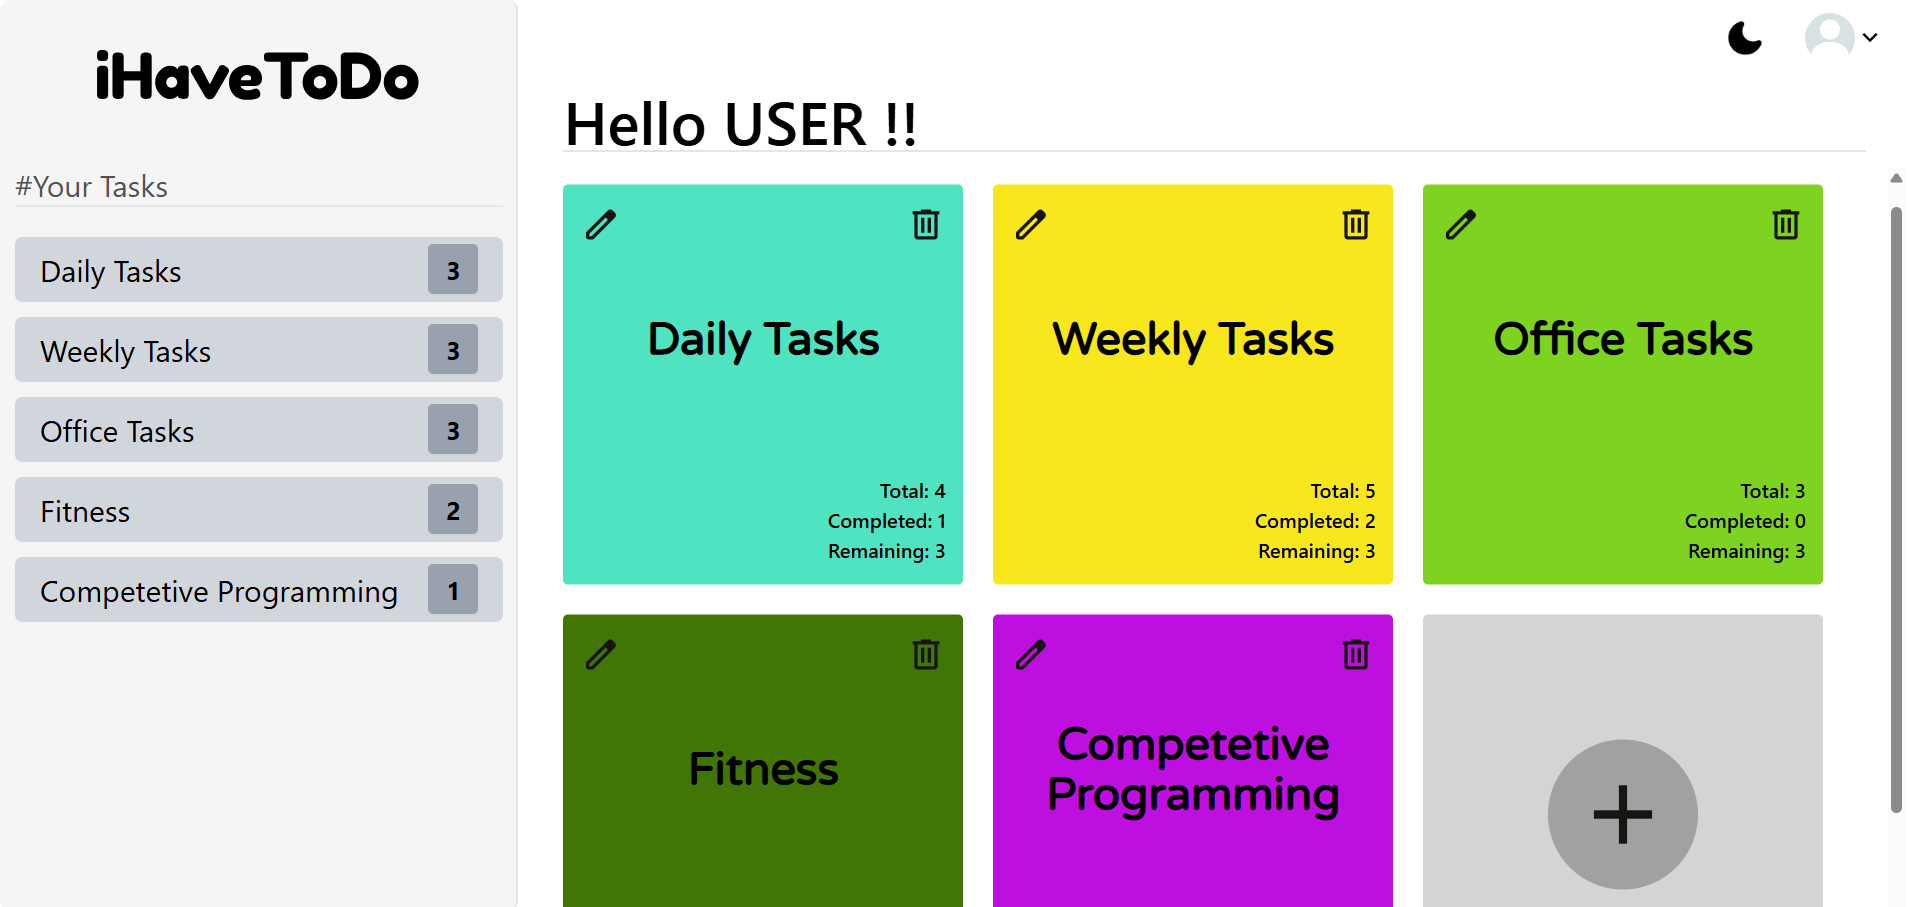 iHaveToDo
#Your Tasks
Daily Tasks 3
Weekly Tasks 3
Office Tasks 3
Fitness 2
Competetive Programming 1
Hello USER !!
Daily Tasks
Total: 4
Completed: 1
Remaining: 3
Weekly Tasks
Total: 5
Completed: 2
Remaining: 3
Office Tasks
Total: 3
Completed: 0
Remaining: 3
Fitness
Competetive
Programming